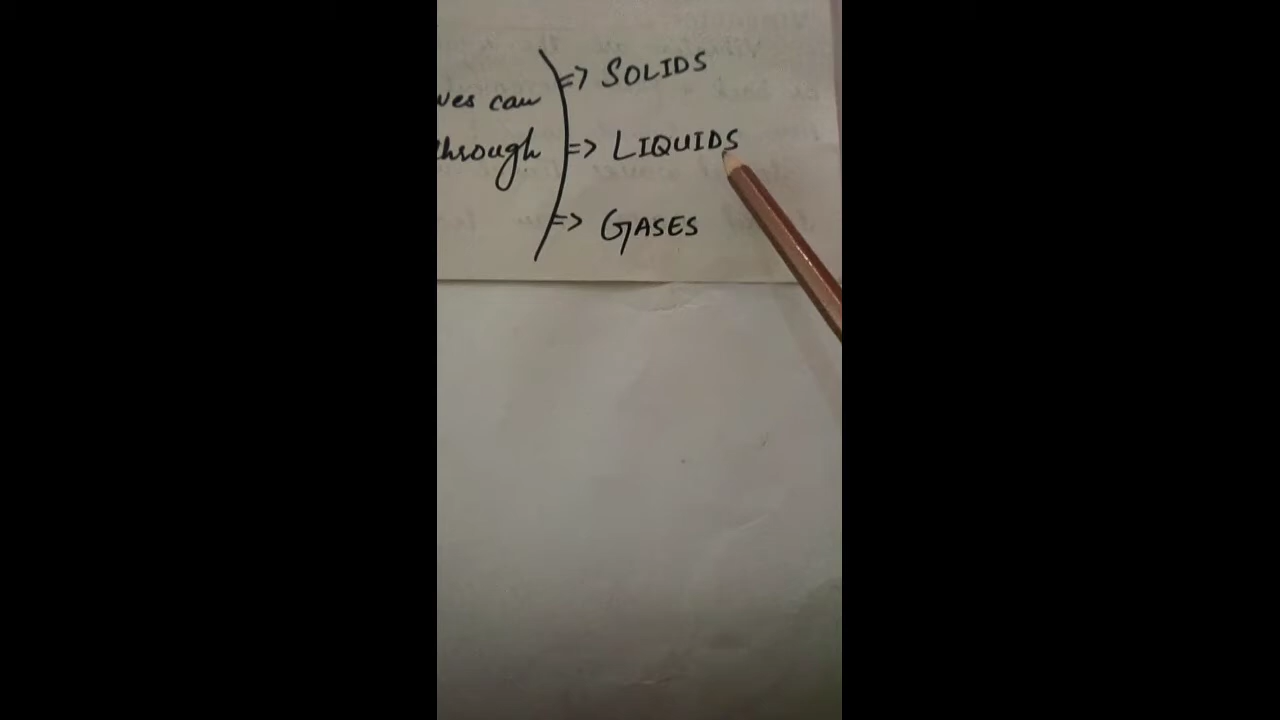 => SOLIDS
ves can
through => LIQUIDS
=> GASES